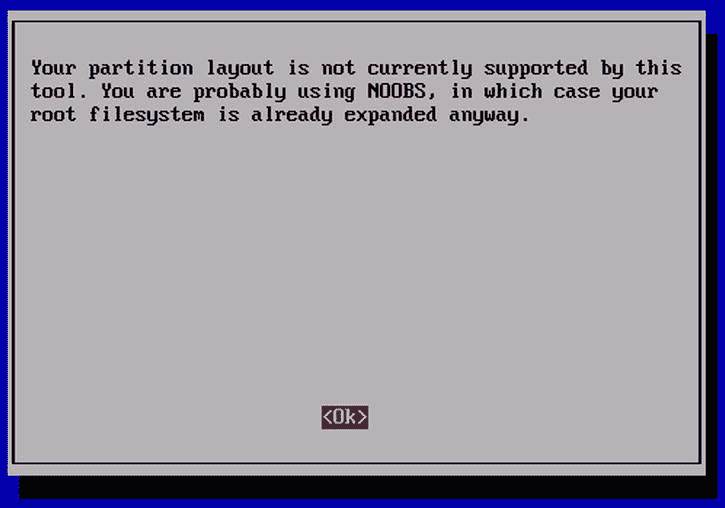 Your partition layout is not currently supported by this
tool. You are probably using NOOBS, in which case your
root filesystem is already expanded anyway.
<Ok>